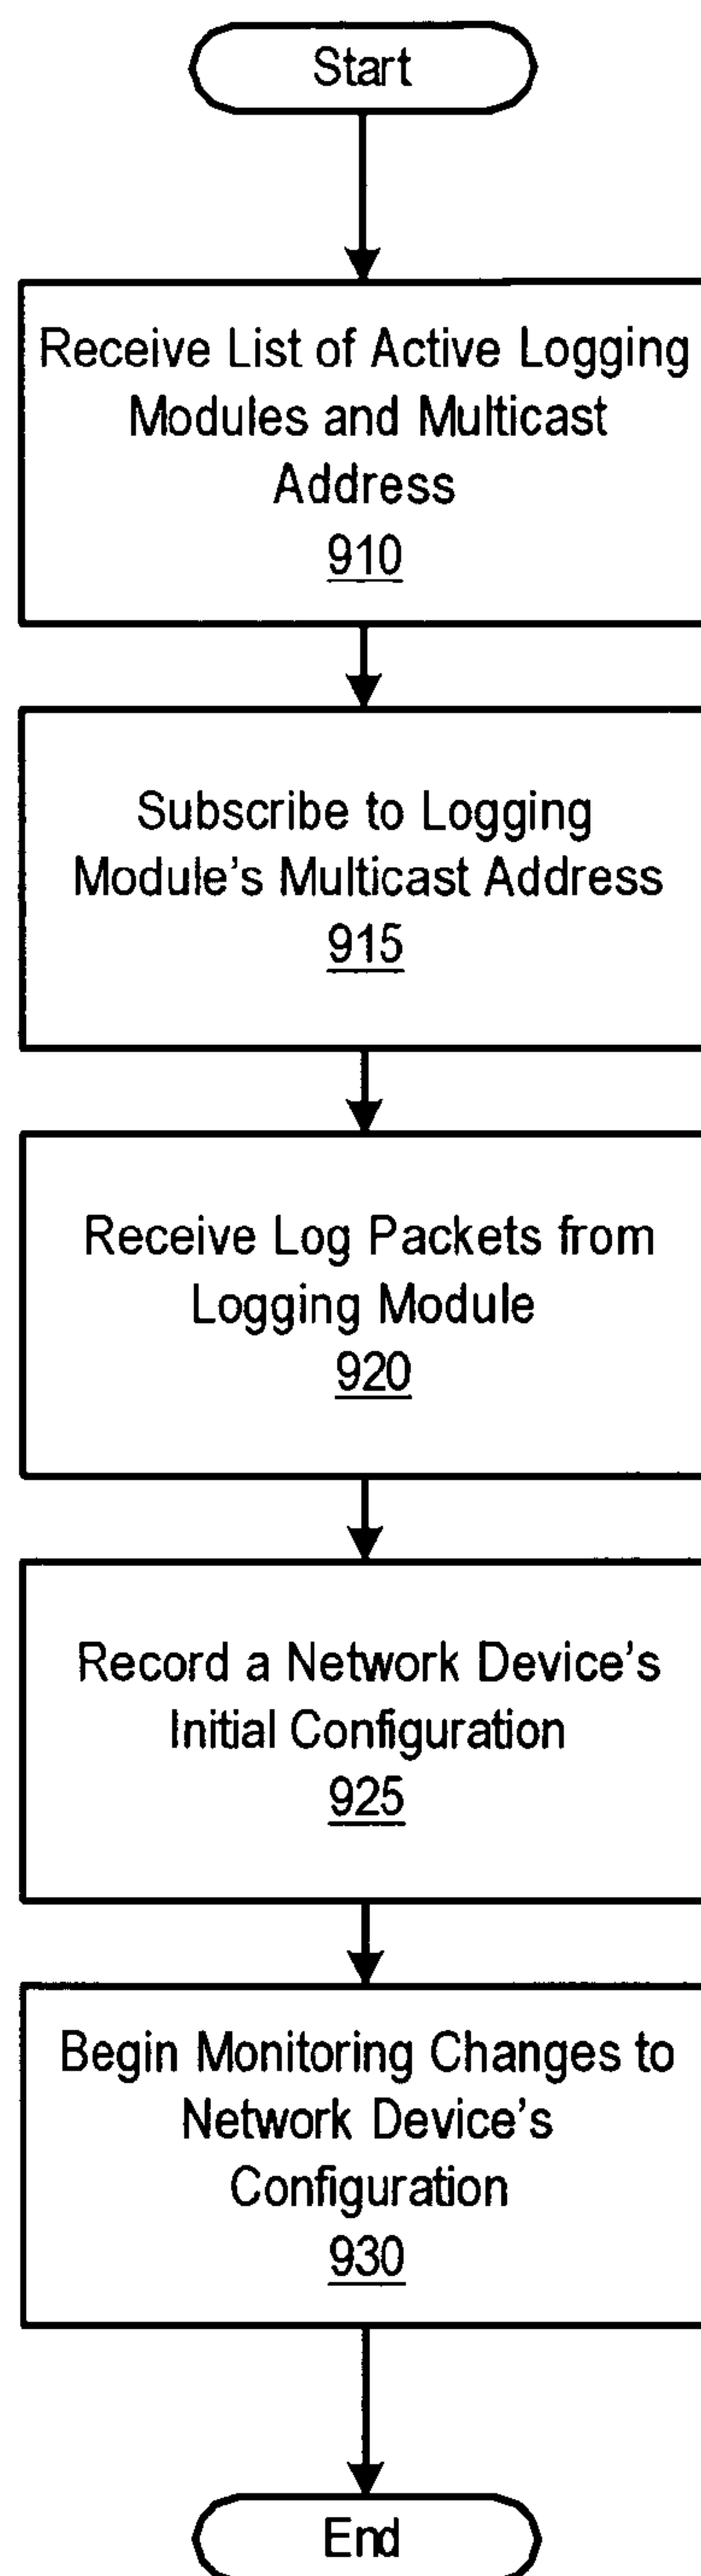 Start
Receive List of Active Logging
Modules and Multicast
Address
910
Subscribe to Logging
Module's Multicast Address
915
Receive Log Packets from
Logging Module
920
Record a Network Device's
Initial Configuration
925
Begin Monitoring Changes to
Network Device's
Configuration
930
End